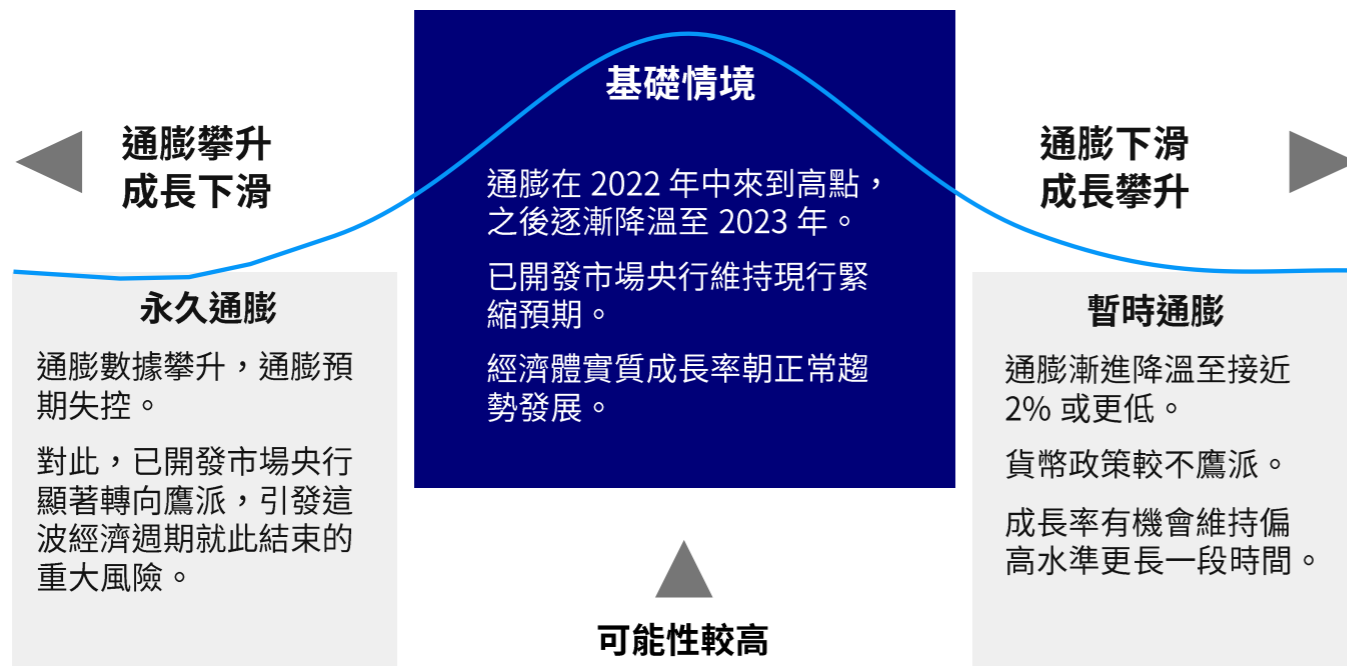 通膨攀升
成長下滑
永久通膨
通膨數據攀升，通膨預
期失控。
對此，已開發市場央行
顯著轉向鷹派，引發這
波經濟週期就此結束的
重大風險。
基礎情境
通膨在 2022 年中來到高點，
之後逐漸降溫至 2023 年。
已開發市場央行維持現行緊
縮預期。
經濟體實質成長率朝正常趨
勢發展。
可能性較高
通膨下滑
成長攀升
暫時通膨
通膨漸進降溫至接近
2% 或更低。
貨幣政策較不鷹派。
成長率有機會維持偏
高水準更長一段時間。